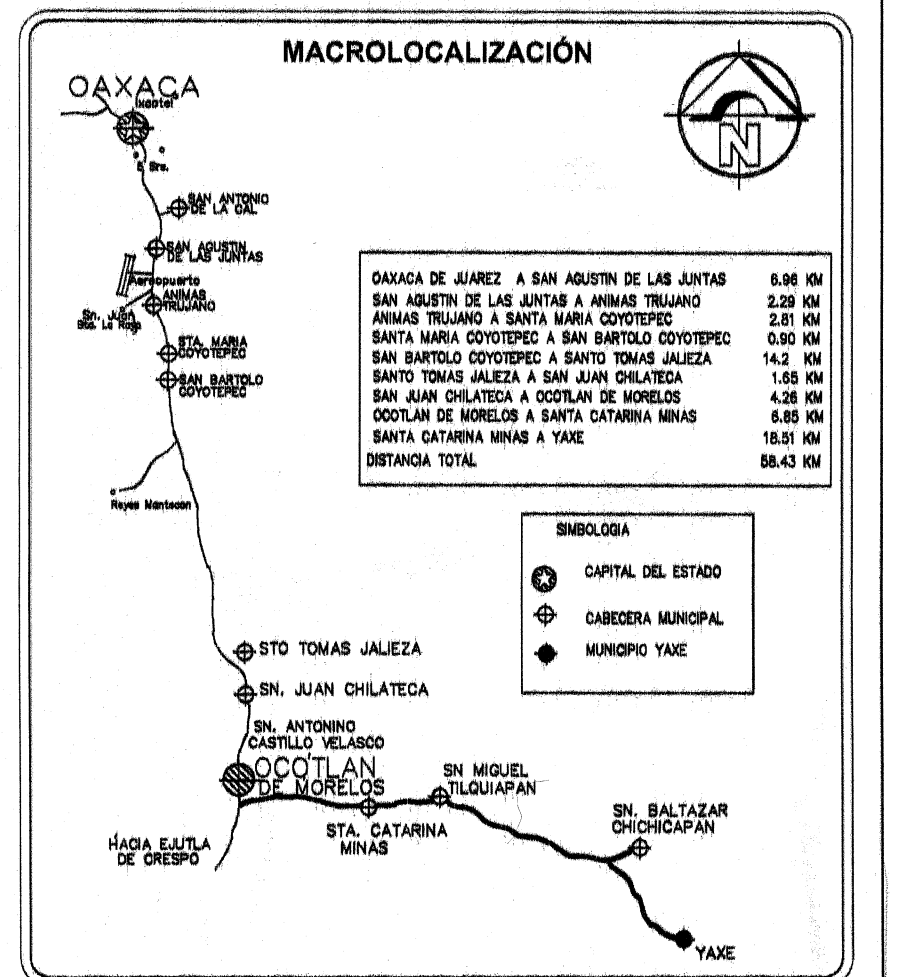 MACROLOCALIZACIÓN
OAXACA
N
SAN ANTONIO
DE LA CAL
SAN AGUSTIN
DE LAS JUNTAS
Aereopuerto
ANIMAS
TRUJANO
Sn. Juan
STA. MARIA
COYOTEPEC
SAN BARTOLO
COYOTEPEC
Reyes Mantecon
OAXACA DE JUAREZ A SAN AGUSTIN DE LAS JUNTAS 6.96 KM
SAN AGUSTIN DE LAS JUNTAS A ANIMAS TRUJANO 2.29 KM
ANIMAS TRUJANO A SANTA MARIA COYOTEPEC 2.81 KM
SANTA MARIA COYOTEPEC A SAN BARTOLO COYOTEPEC 0.90 KM
SAN BARTOLO COYOTEPEC A SANTO TOMAS JALIEZA 14.2 KM
SANTO TOMAS JALIEZA A SAN JUAN CHILATECA 1.65 KM
SAN JUAN CHILATECA A OCOTLAN DE MORELOS 4.26 KM
OCOTLAN DE MORELOS A SANTA CATARINA MINAS 6.85 KM
SANTA CATARINA MINAS A YAXE 18.51 KM
DISTANCIA TOTAL 58.43 KM
SIMBOLOGIA
CAPITAL DEL ESTADO
CABECERA MUNICIPAL
MUNICIPIO YAXE
STO TOMAS JALIEZA
SN. JUAN CHILATECA
SN. ANTONINO
CASTILLO VELASCO
OCOTLAN
DE MORELOS
SN MIGUEL
TILQUIAPAN
STA. CATARINA
MINAS
SN. BALTAZAR
CHICHICAPAN
HACIA EJUTLA
DE CRESPO
YAXE